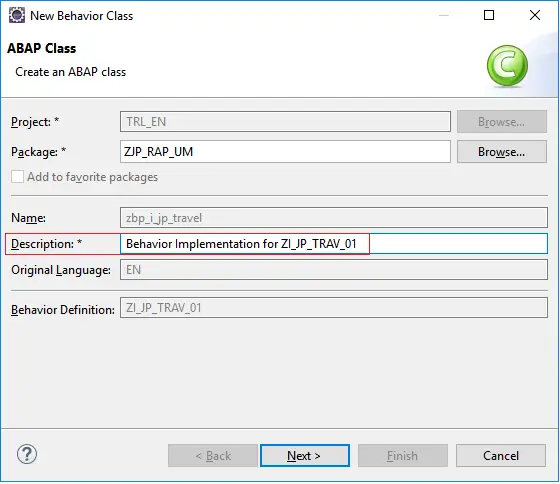 New Behavior Class
ABAP Class
Create an ABAP class
C
Project: * TRL_EN Browse...
Package: * ZJP_RAP_UM Browse...
Add to favorite packages
Name: zbp_i_jp_travel
Description: * Behavior Implementation for ZI_JP_TRAV_01
Original Language: EN
Behavior Definition: ZI_JP_TRAV_01
? < Back Next > Finish Cancel